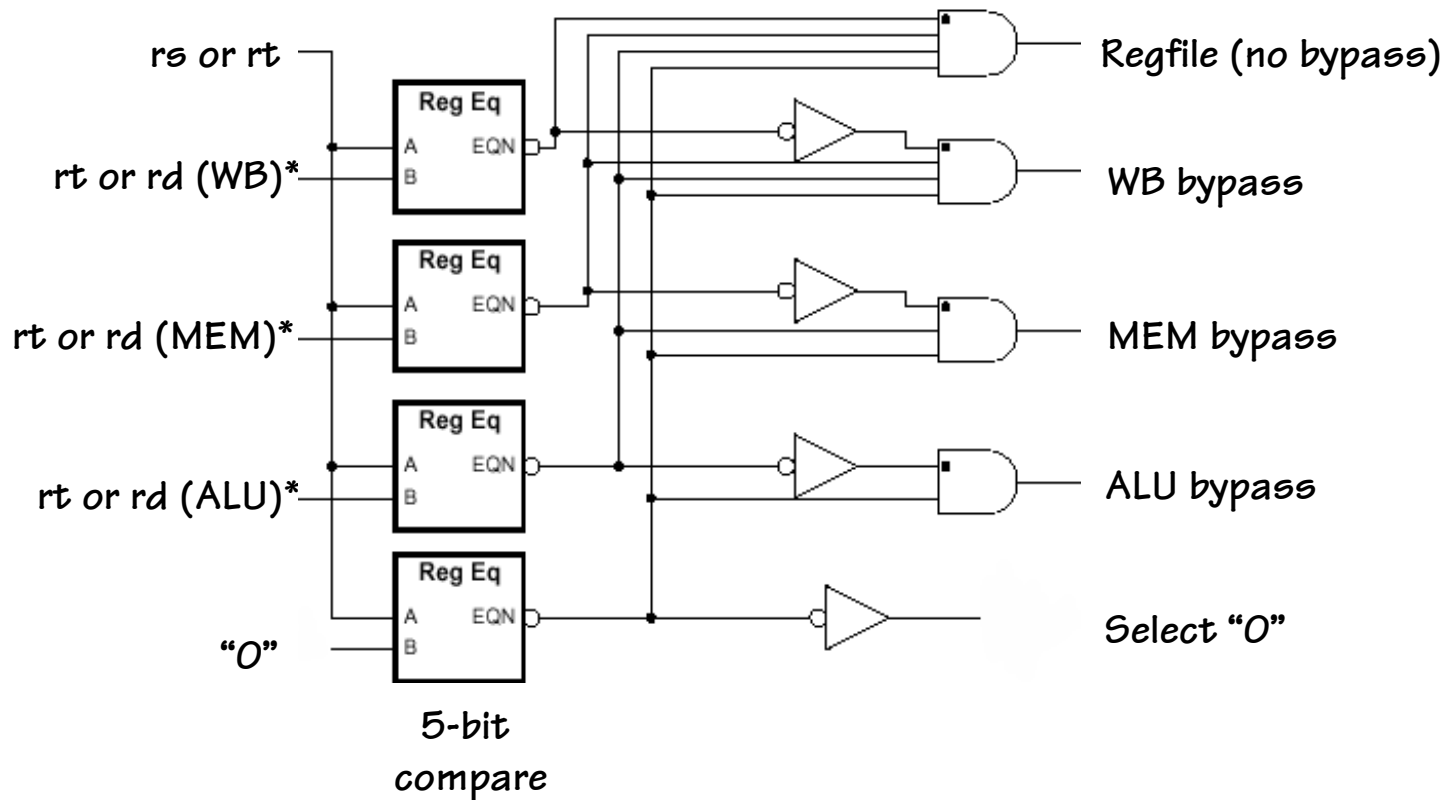 rs or rt
Regfile (no bypass)
Reg Eq
A
EQN
rt or rd (WB)*
B
WB bypass
Reg Eq
A
EQN
rt or rd (MEM)*
B
MEM bypass
Reg Eq
A
EQN
rt or rd (ALU)*
B
ALU bypass
Reg Eq
A
EQN
“0”
B
Select “0”
5-bit
compare